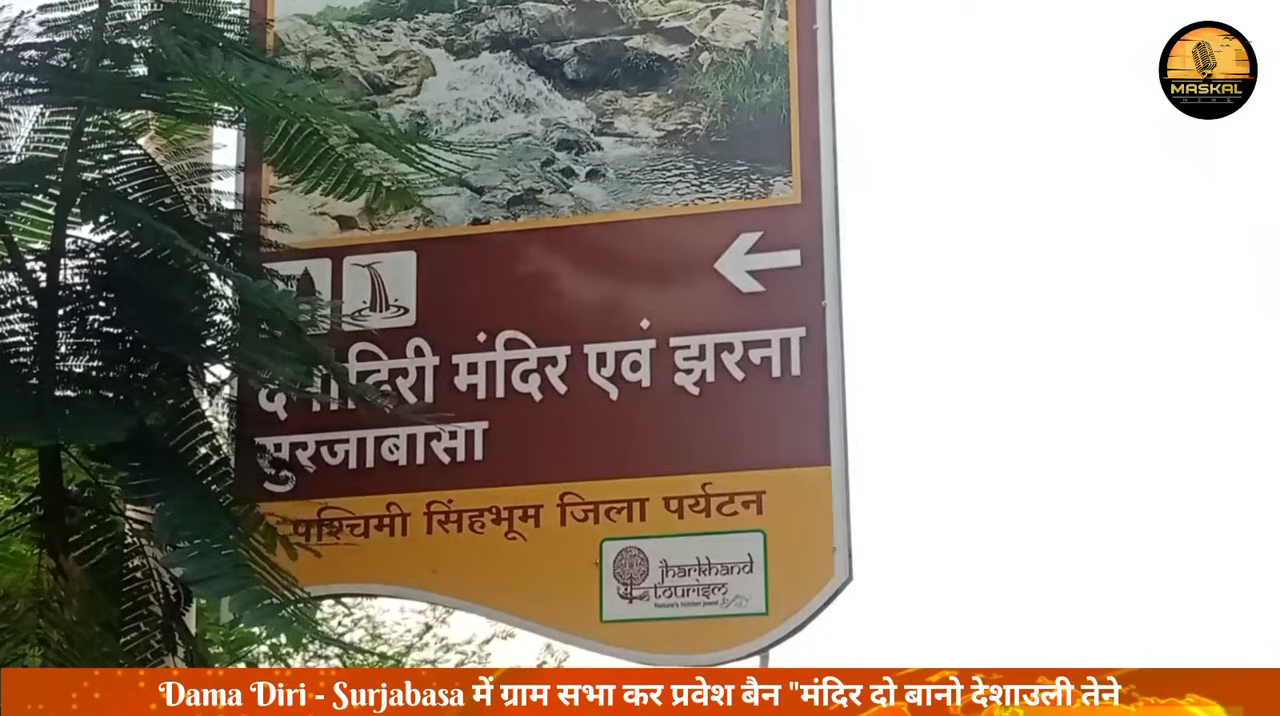 MASKAL
NEWS
मंदिर एवं झरना
सुरजाबासा
पश्चिमी सिंहभूम जिला पर्यटन
jharkhand
tourism
Nature's hidden jewel
Dama Diri - Surjabasa में ग्राम सभा कर प्रवेश बैन "मंदिर दो बानो देशाउली तेने